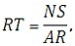 RT = NS/AR,